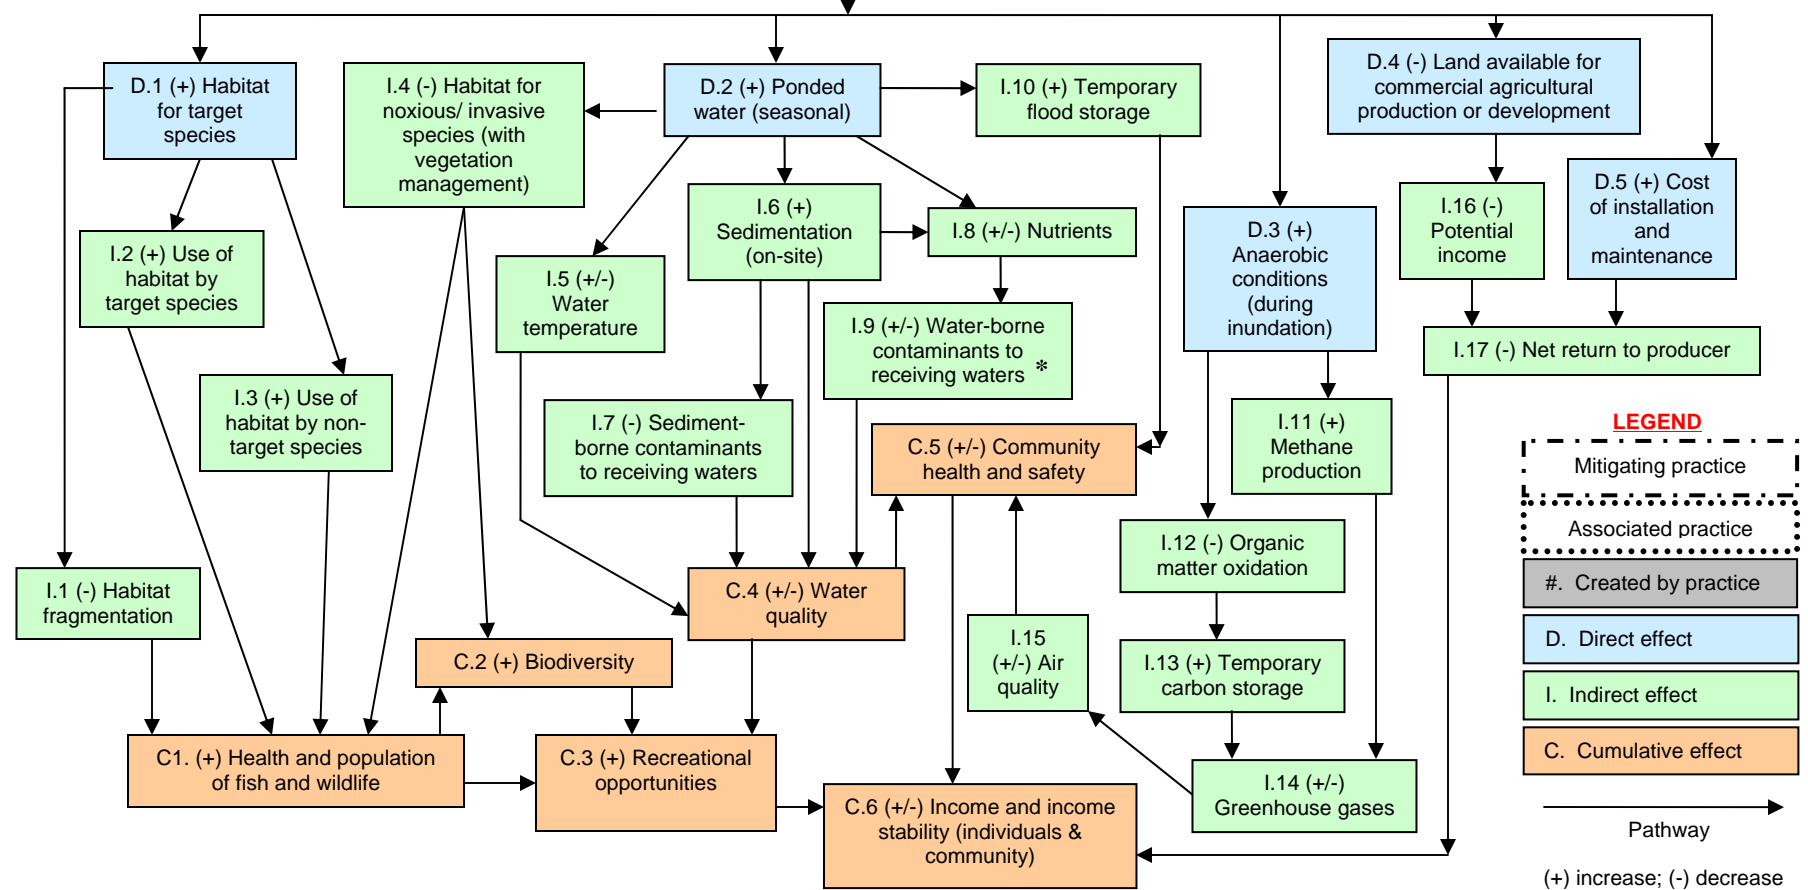 D.1 (+) Habitat
for target
species
I.4 (-) Habitat for
noxious/ invasive
species (with
vegetation
management)
D.2 (+) Ponded
water (seasonal)
I.10 (+) Temporary
flood storage
D.4 (-) Land available for
commercial agricultural
production or development
D.5 (+) Cost
of installation
and
maintenance
I.16 (-)
Potential
income
I.6 (+)
Sedimentation
(on-site)
I.8 (+/-) Nutrients
D.3 (+)
Anaerobic
conditions
(during
inundation)
I.2 (+) Use of
habitat by
target species
I.5 (+/-)
Water
temperature
I.9 (+/-) Water-borne
contaminants to
receiving waters *
I.17 (-) Net return to producer
I.3 (+) Use of
habitat by non-
target species
I.7 (-) Sediment-
borne contaminants
to receiving waters
C.5 (+/-) Community
health and safety
I.11 (+)
Methane
production
I.12 (-) Organic
matter oxidation
I.1 (-) Habitat
fragmentation
C.4 (+/-) Water
quality
I.15
(+/-) Air
quality
I.13 (+) Temporary
carbon storage
C.2 (+) Biodiversity
C1. (+) Health and population
of fish and wildlife
C.3 (+) Recreational
opportunities
I.14 (+/-)
Greenhouse gases
C.6 (+/-) Income and income
stability (individuals &
community)
LEGEND
Mitigating practice
Associated practice
#. Created by practice
D. Direct effect
I. Indirect effect
C. Cumulative effect
Pathway
(+) increase; (-) decrease